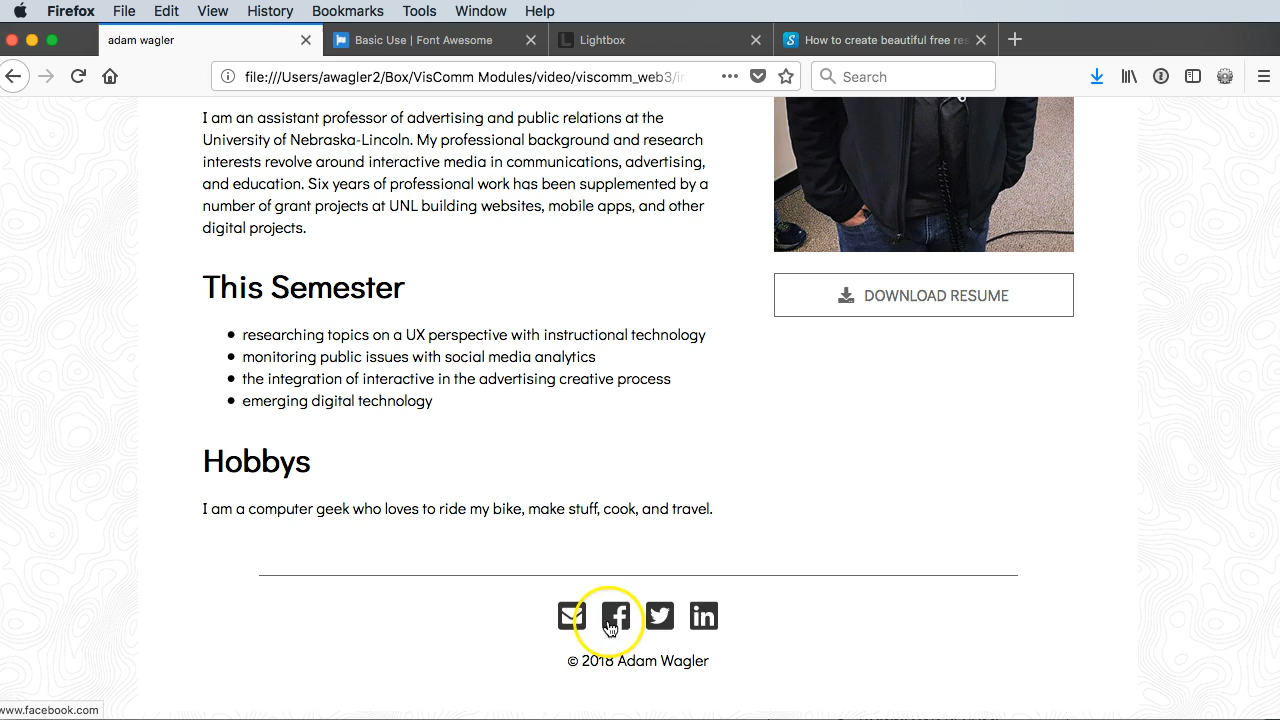 Firefox File Edit View History Bookmarks Tools Window Help
adam wagler Basic Use | Font Awesome Lightbox How to create beautiful free res
file:///Users/awagler2/Box/VisComm Modules/video/viscomm_web3/ir Search
I am an assistant professor of advertising and public relations at the
University of Nebraska-Lincoln. My professional background and research
interests revolve around interactive media in communications, advertising,
and education. Six years of professional work has been supplemented by a
number of grant projects at UNL building websites, mobile apps, and other
digital projects.
DOWNLOAD RESUME
This Semester
researching topics on a UX perspective with instructional technology
monitoring public issues with social media analytics
the integration of interactive in the advertising creative process
emerging digital technology
Hobbys
I am a computer geek who loves to ride my bike, make stuff, cook, and travel.
© 2018 Adam Wagler
www.facebook.com